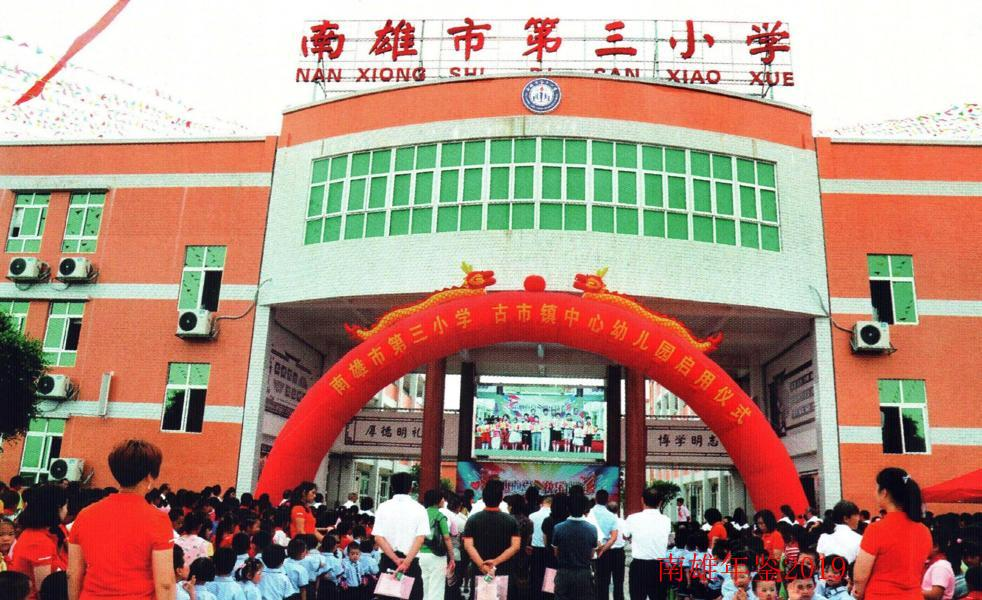 南雄市第三小学
NAN XIONG SHI DI SAN XIAO XUE
南雄市第三小学 古市镇中心幼儿园启用仪式
厚德明礼
博学明志
南雄年鉴2019